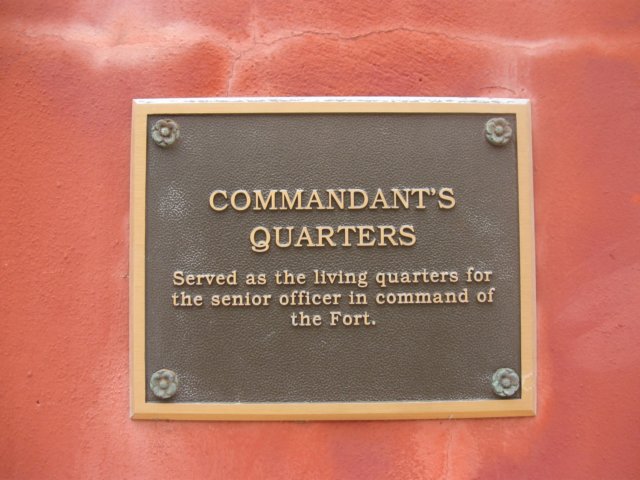 COMMANDANT'S
QUARTERS
Served as the living quarters for
the senior officer in command of
the Fort.